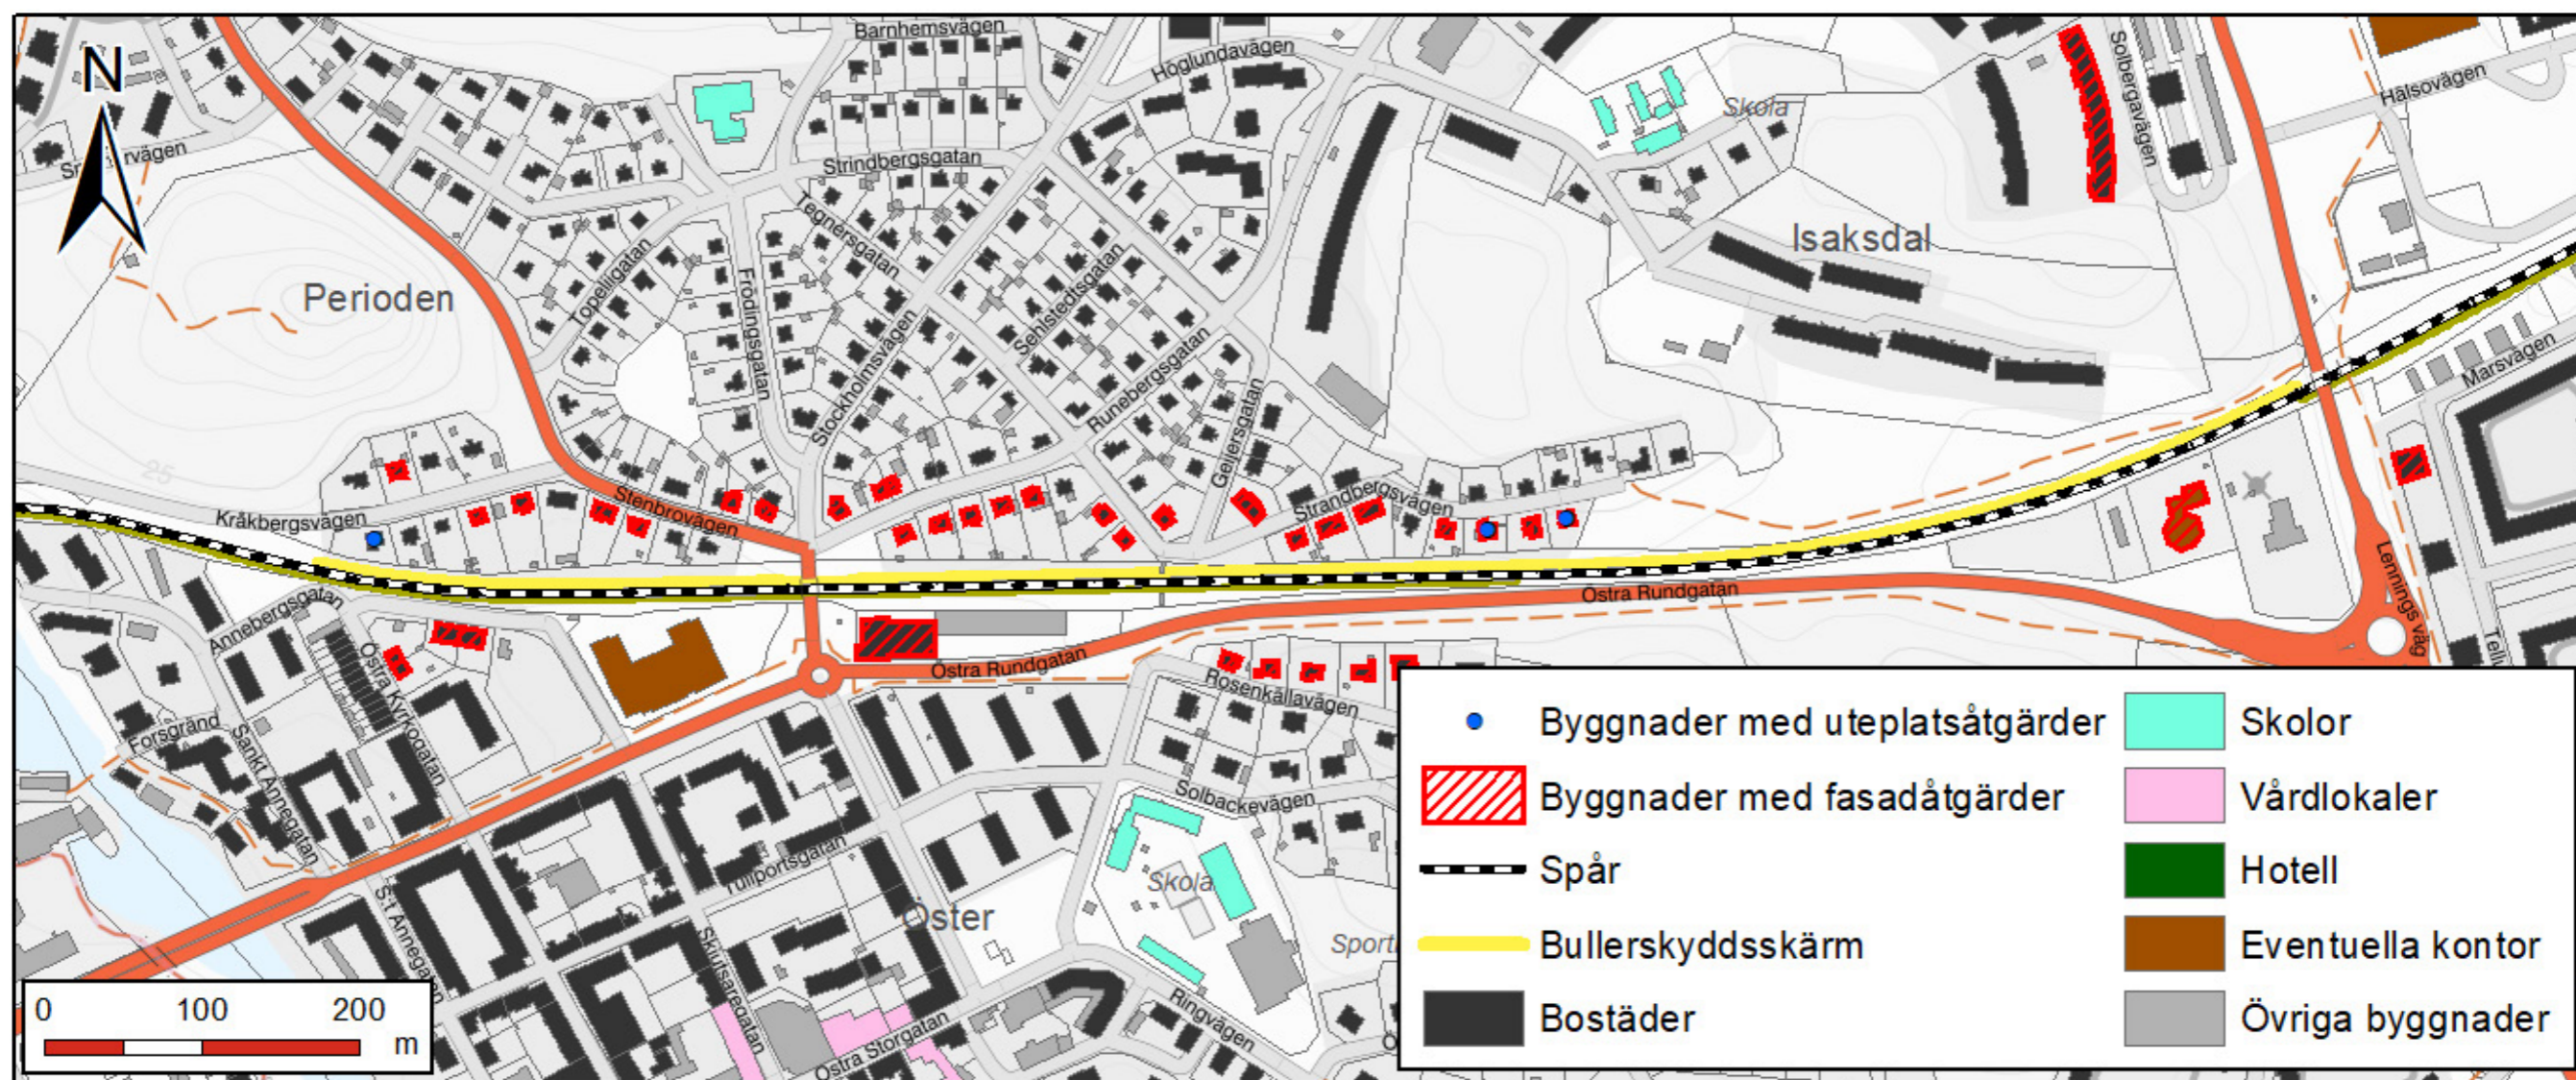 Barnhemsvägen
Höglundavägen
Solbergavägen
Hälsovägen
N
Skola
Strindbergsgatan
Tegnersgatan
Isaksdal
Perioden
Topeliigatan
Frödingsgatan
Sehlstedtsgatan
Stockholmsvägen
Runebergsgatan
Geijersgatan
Marsvägen
25
Kråkbergsvägen
Stenbrovägen
Strandbergsvägen
Lennings väg
Östra Rundgatan
Annebergsgatan
Östra Kyrkogatan
Östra Rundgatan
Rosenkällavägen
Forsgränd
Sankt Annegatan
Solbackevägen
Tullportsgatan
Skola
Öster
S:t Annegatan
Skjutsaregatan
Sport
Ringvägen
Östra Storgatan
0 100 200
m
Byggnader med uteplatsåtgärder
Byggnader med fasadåtgärder
Spår
Bullerskyddsskärm
Bostäder
Skolor
Vårdlokaler
Hotell
Eventuella kontor
Övriga byggnader